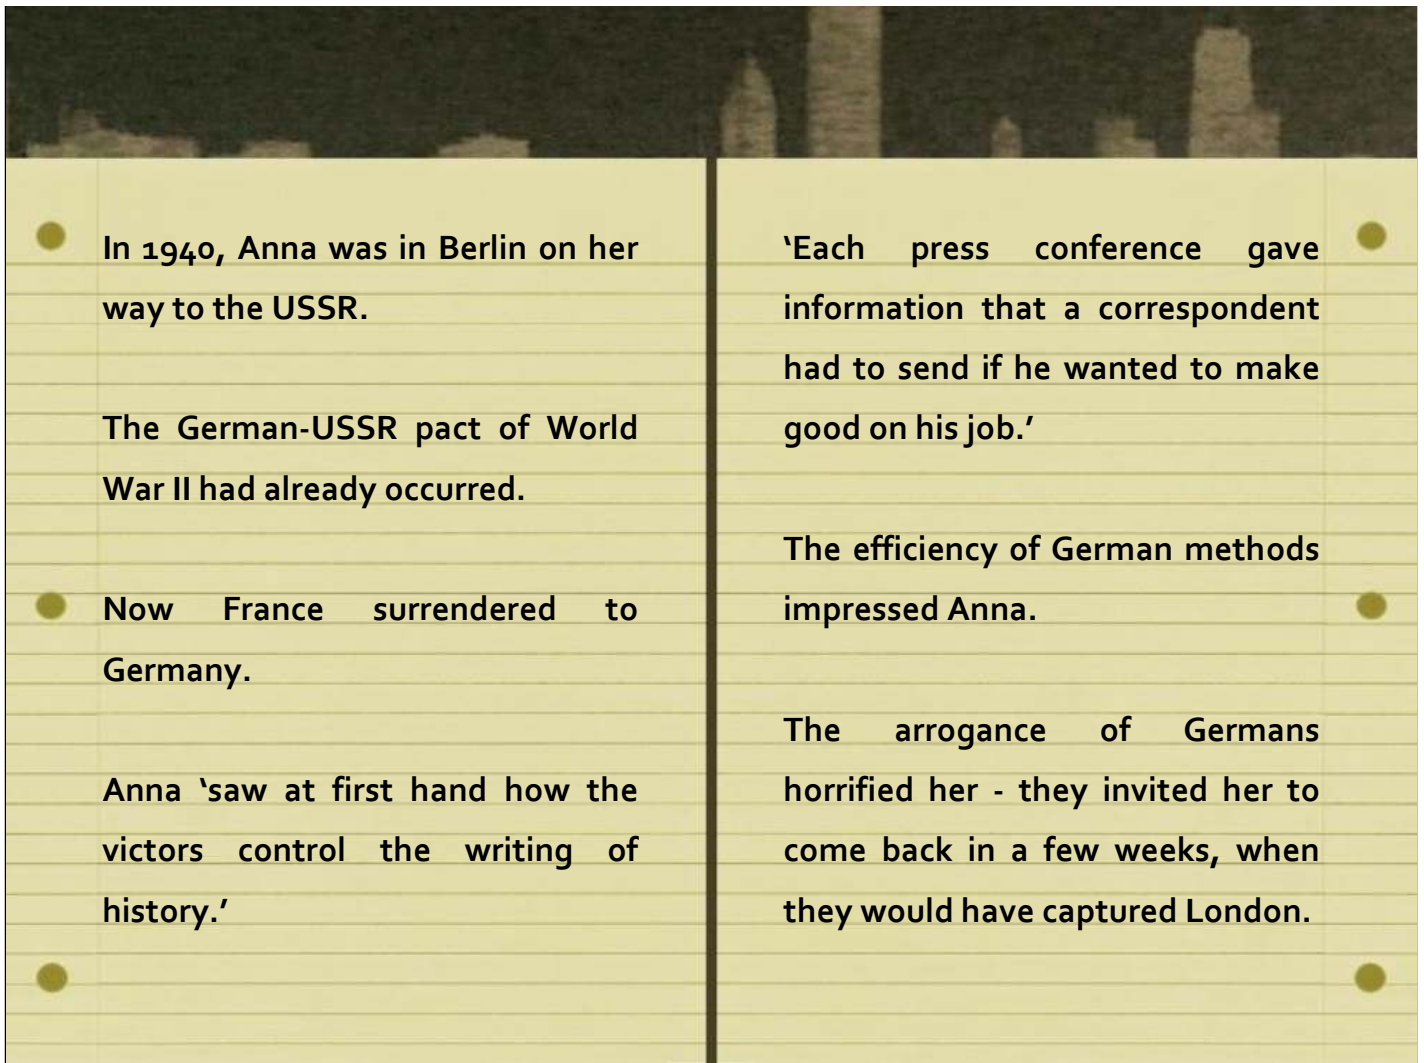 In 1940, Anna was in Berlin on her
way to the USSR.
The German-USSR pact of World
War II had already occurred.
Now France surrendered to
Germany.
Anna ‘saw at first hand how the
victors control the writing of
history.’
‘Each press conference gave
information that a correspondent
had to send if he wanted to make
good on his job.’
The efficiency of German methods
impressed Anna.
The arrogance of Germans
horrified her - they invited her to
come back in a few weeks, when
they would have captured London.